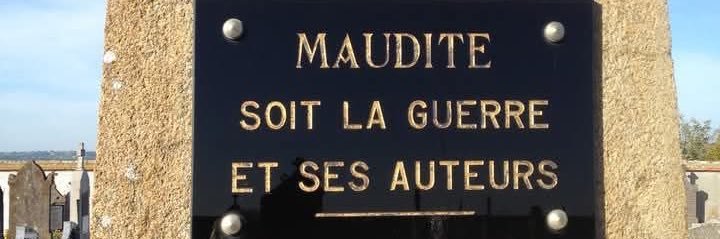 MAUDITE
SOIT LA GUERRE
ET SES AUTEURS